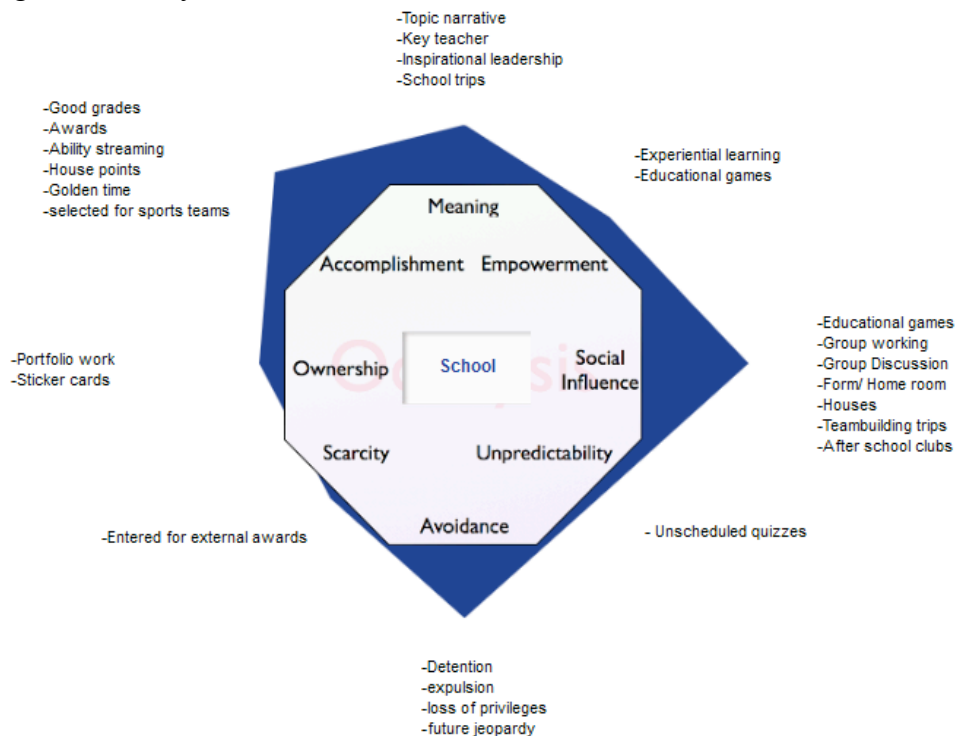 -Topic narrative
-Key teacher
-Inspirational leadership
-School trips
-Good grades
-Awards
-Ability streaming
-House points
-Golden time
-selected for sports teams
-Experiential learning
-Educational games
Meaning
Accomplishment
Empowerment
-Portfolio work
-Sticker cards
Ownership
School
Social
Influence
-Educational games
-Group working
-Group Discussion
-Form/ Home room
-Houses
-Teambuilding trips
-After school clubs
Scarcity
Unpredictability
Avoidance
-Entered for external awards
- Unscheduled quizzes
-Detention
-expulsion
-loss of privileges
-future jeopardy